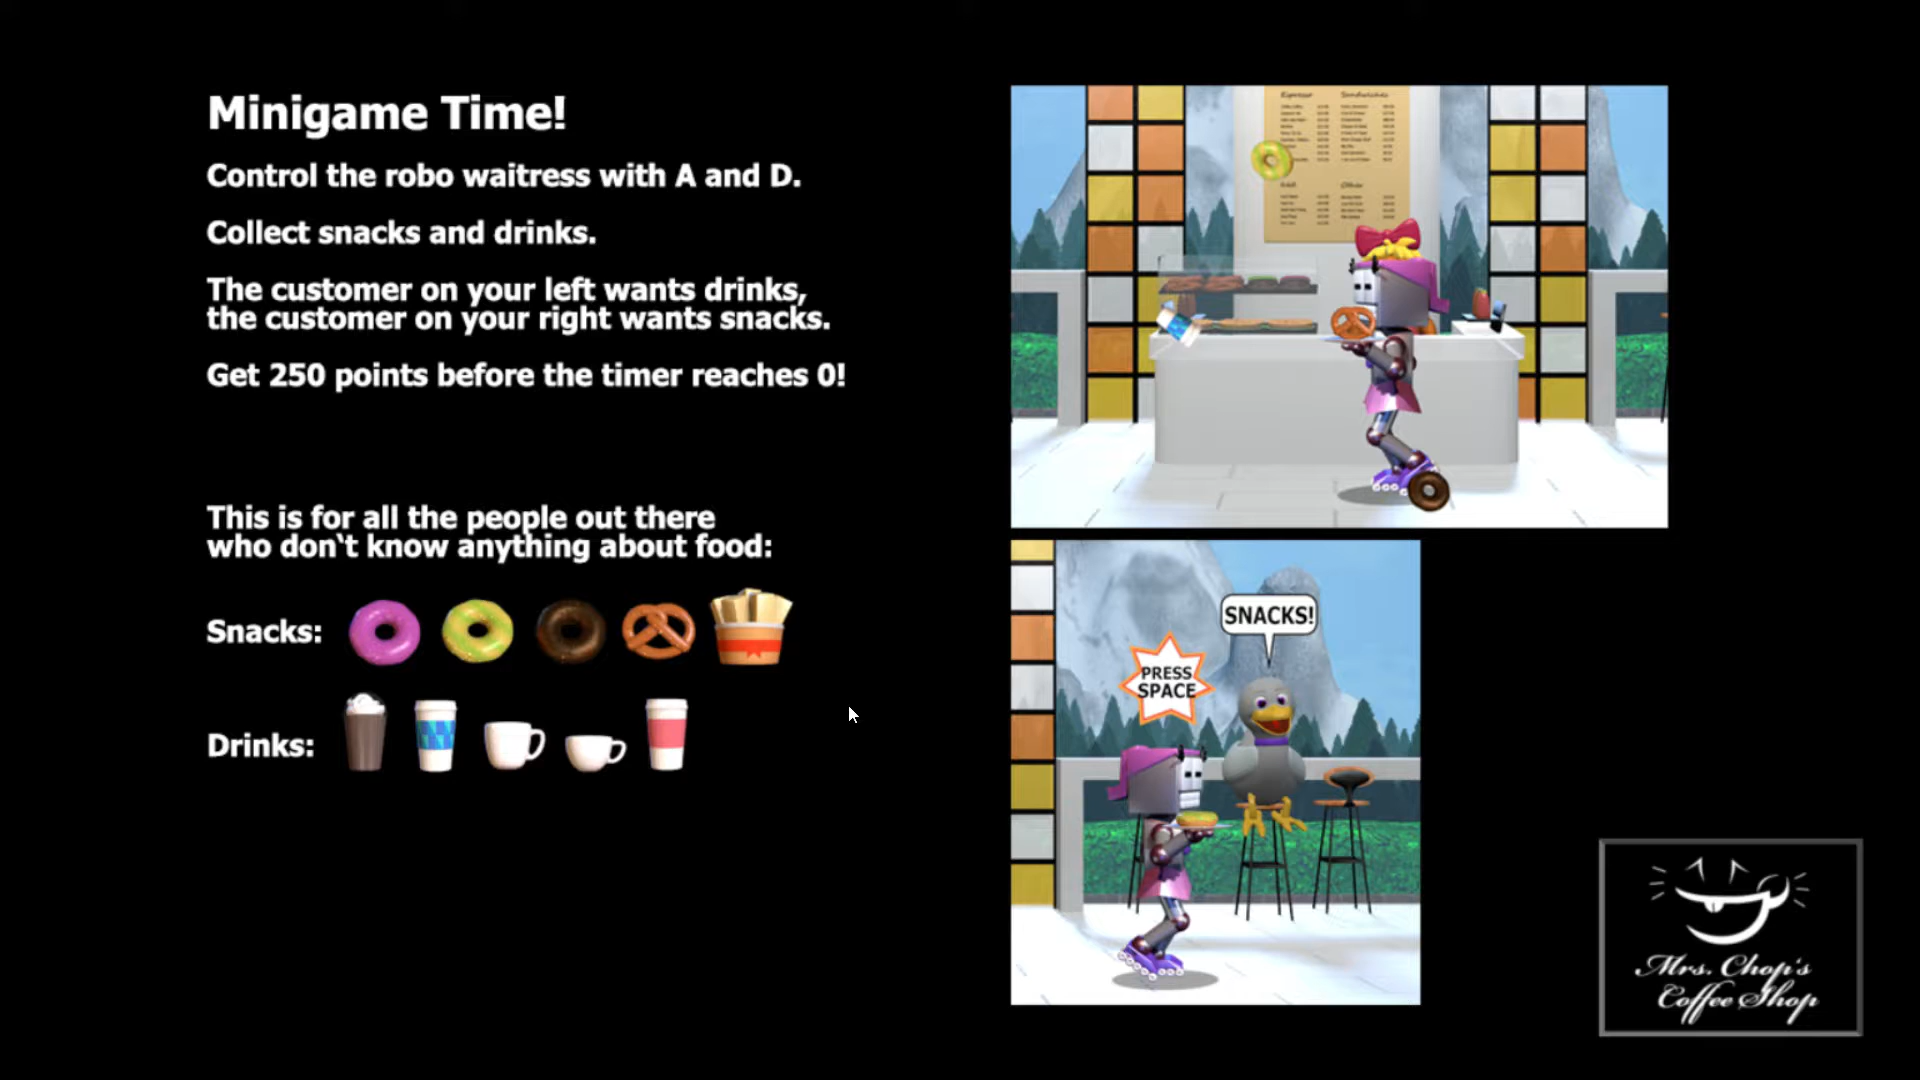 Minigame Time!
Control the robo waitress with A and D.
Collect snacks and drinks.
The customer on your left wants drinks,
the customer on your right wants snacks.
Get 250 points before the timer reaches 0!
This is for all the people out there
who don‘t know anything about food:
Snacks:
Drinks:
Espresso Sandwiches
SNACKS!
PRESS
SPACE
Mrs. Chop's
Coffee Shop